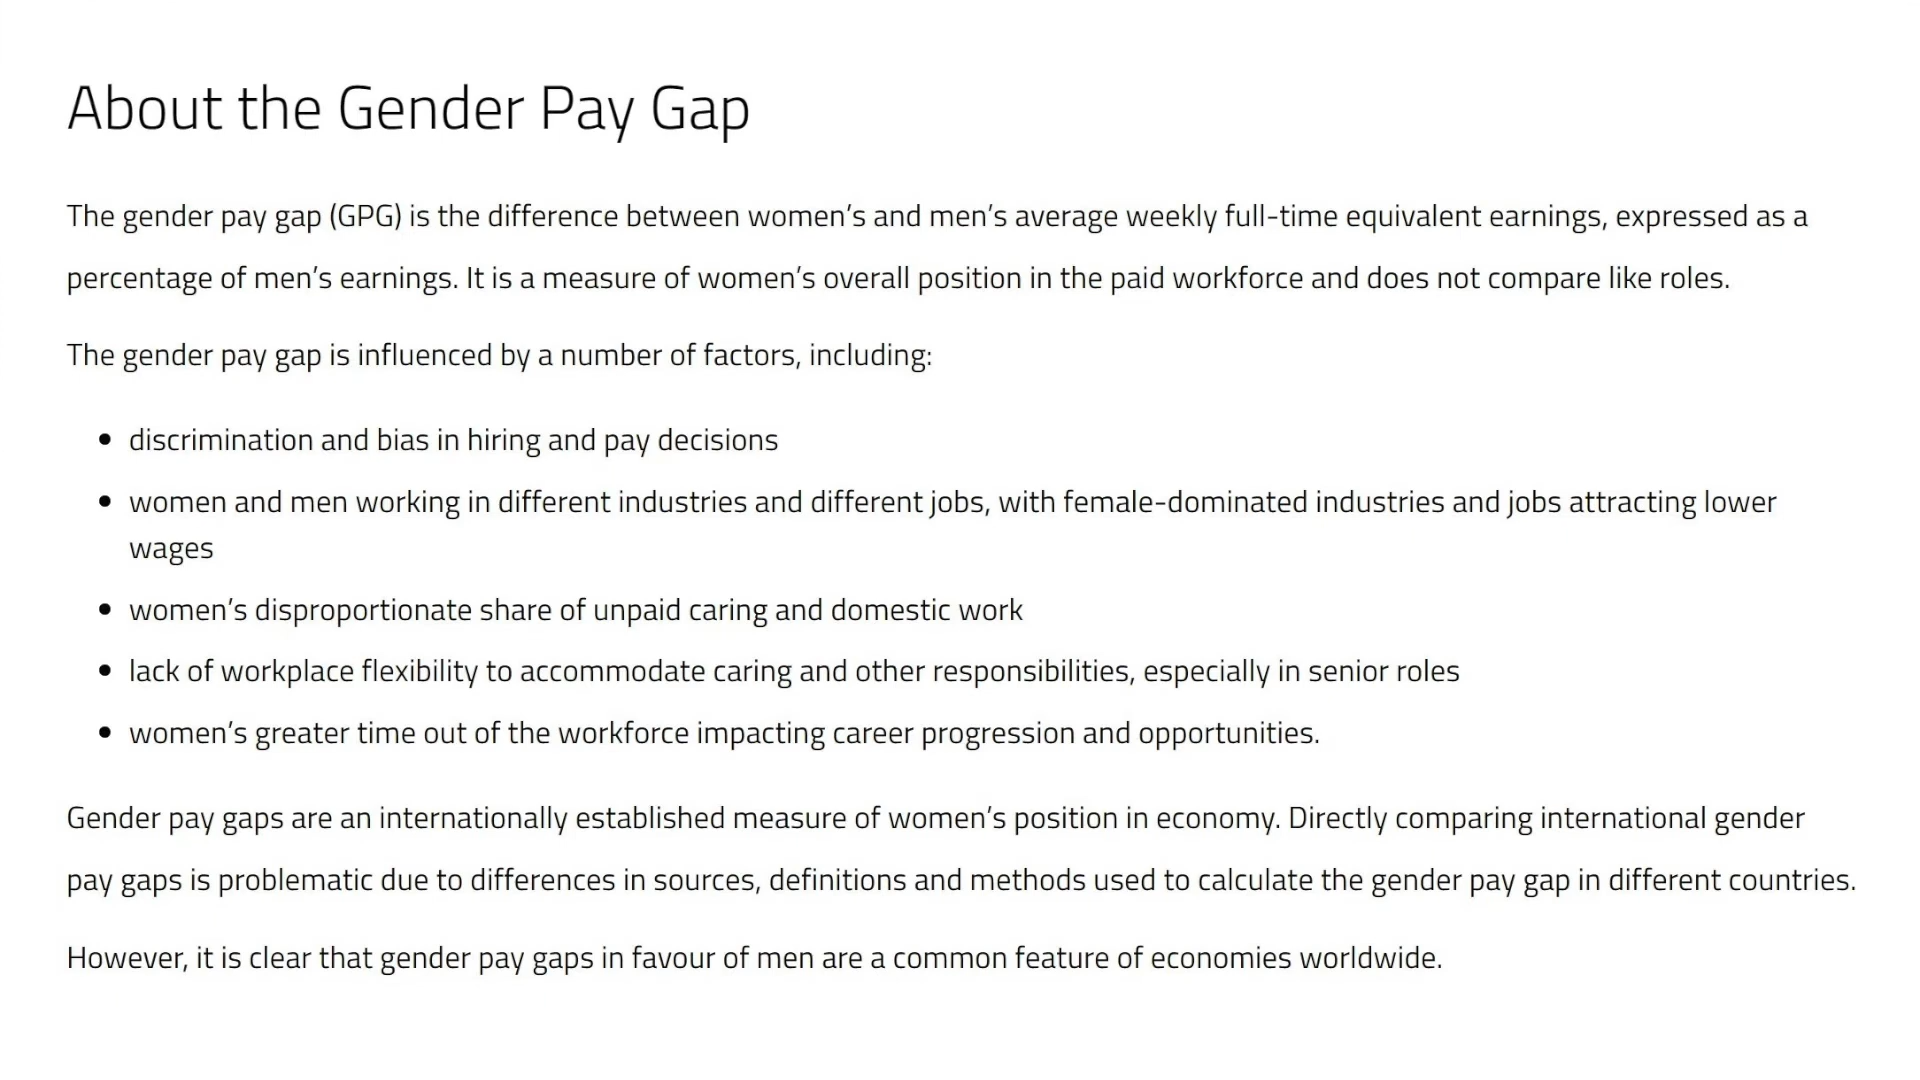 About the Gender Pay Gap
The gender pay gap (GPG) is the difference between women’s and men’s average weekly full-time equivalent earnings, expressed as a
percentage of men’s earnings. It is a measure of women’s overall position in the paid workforce and does not compare like roles.
The gender pay gap is influenced by a number of factors, including:
• discrimination and bias in hiring and pay decisions
• women and men working in different industries and different jobs, with female-dominated industries and jobs attracting lower
wages
• women’s disproportionate share of unpaid caring and domestic work
• lack of workplace flexibility to accommodate caring and other responsibilities, especially in senior roles
• women’s greater time out of the workforce impacting career progression and opportunities.
Gender pay gaps are an internationally established measure of women’s position in economy. Directly comparing international gender
pay gaps is problematic due to differences in sources, definitions and methods used to calculate the gender pay gap in different countries.
However, it is clear that gender pay gaps in favour of men are a common feature of economies worldwide.